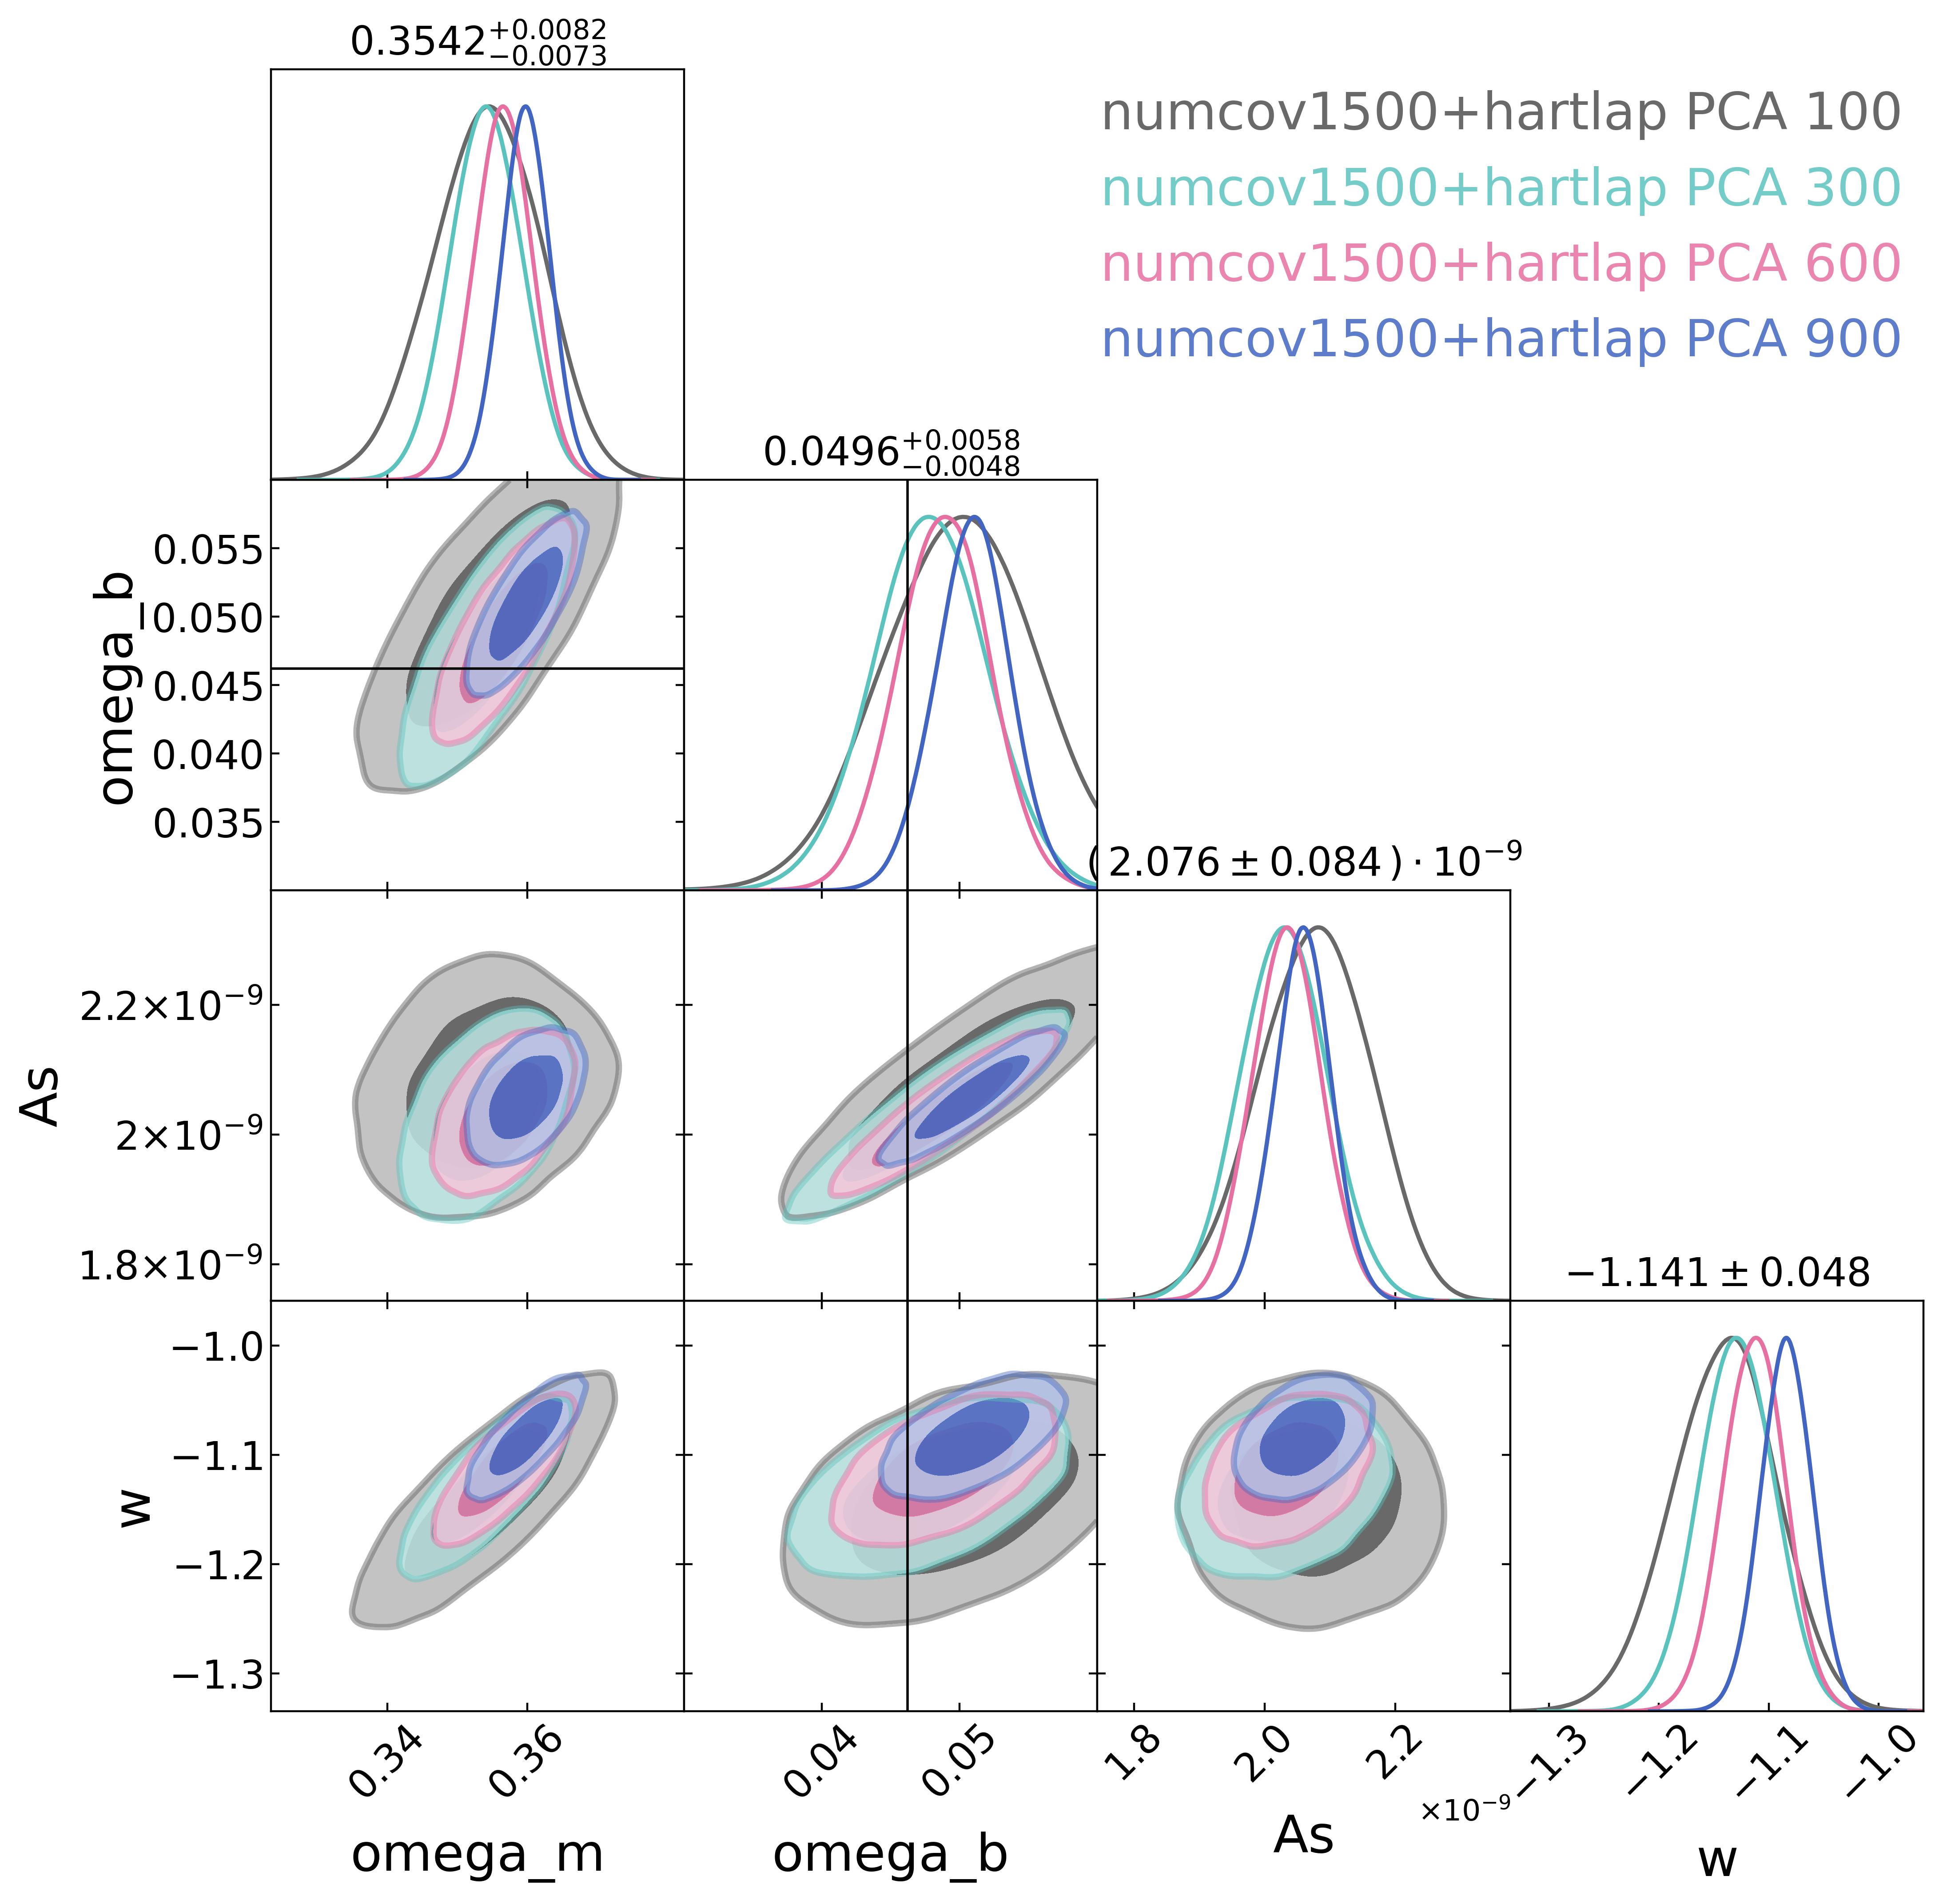 0.3542 +0.0082 −0.0073
numcov1500+hartlap PCA 100
numcov1500+hartlap PCA 300
numcov1500+hartlap PCA 600
numcov1500+hartlap PCA 900
0.0496 +0.0058 −0.0048
omega_b
0.055
0.050
0.045
0.040
0.035
(2.076 ± 0.084) · 10⁻⁹
As
2.2×10⁻⁹
2×10⁻⁹
1.8×10⁻⁹
−1.141 ± 0.048
w
−1.0
−1.1
−1.2
−1.3
0.34
0.36
0.04
0.05
1.8
2.0
2.2
×10⁻⁹
−1.3
−1.2
−1.1
−1.0
omega_m
omega_b
As
w